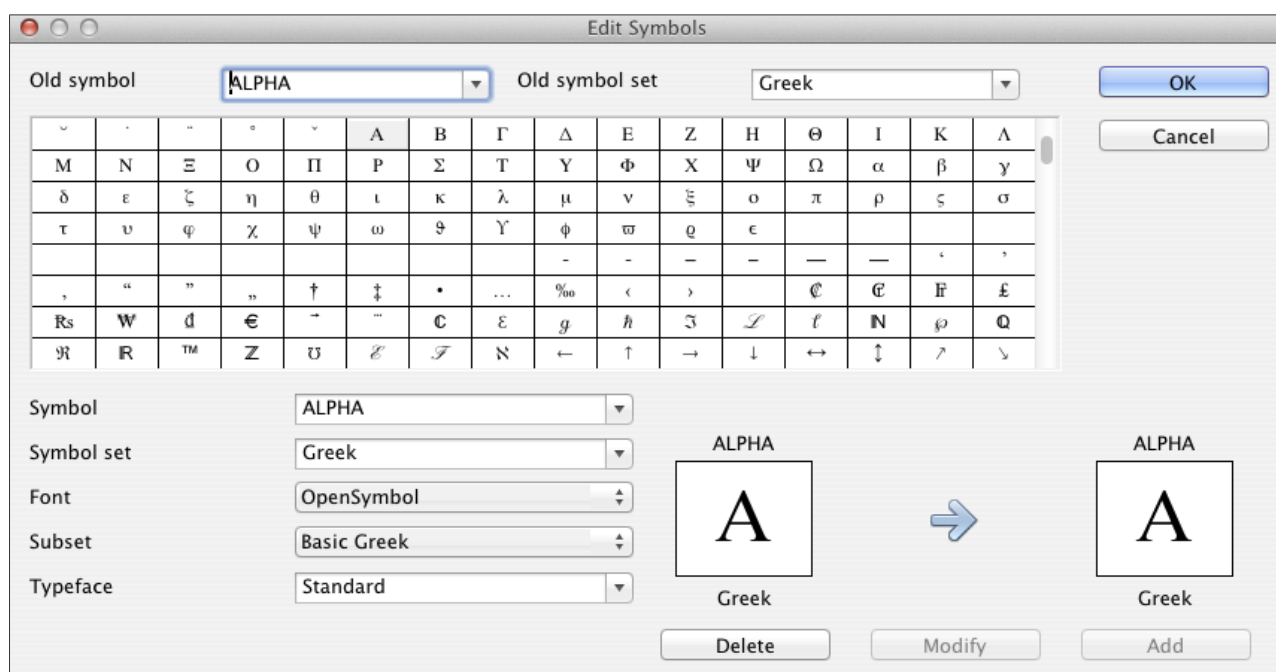 Edit Symbols
Old symbol ALPHA Old symbol set Greek OK
Cancel
˘ ˙ ¨ ° ˇ Α Β Γ Δ Ε Ζ Η Θ Ι Κ Λ
Μ Ν Ξ Ο Π Ρ Σ Τ Υ Φ Χ Ψ Ω α β γ
δ ε ζ η θ ι κ λ μ ν ξ ο π ρ ς σ
τ υ φ χ ψ ω ϑ ϒ ϕ ϖ ϱ ϵ
‐ ‑ ‒ – — ― ‘ ’
‚ “ ” „ † ‡ • … ‰ ‹ › ₡ ₢ ₣ ₤
₨ ₩ ₫ € ⃗ ⃛ ℂ ℇ ℊ ℏ ℑ ℒ ℓ ℕ ℘ ℚ
ℜ ℝ ™ ℤ ℧ ℰ ℱ ℵ ← ↑ → ↓ ↔ ↕ ↗ ↘
Symbol ALPHA
Symbol set Greek
Font OpenSymbol
Subset Basic Greek
Typeface Standard
ALPHA ALPHA
Α Α
Greek Greek
Delete Modify Add